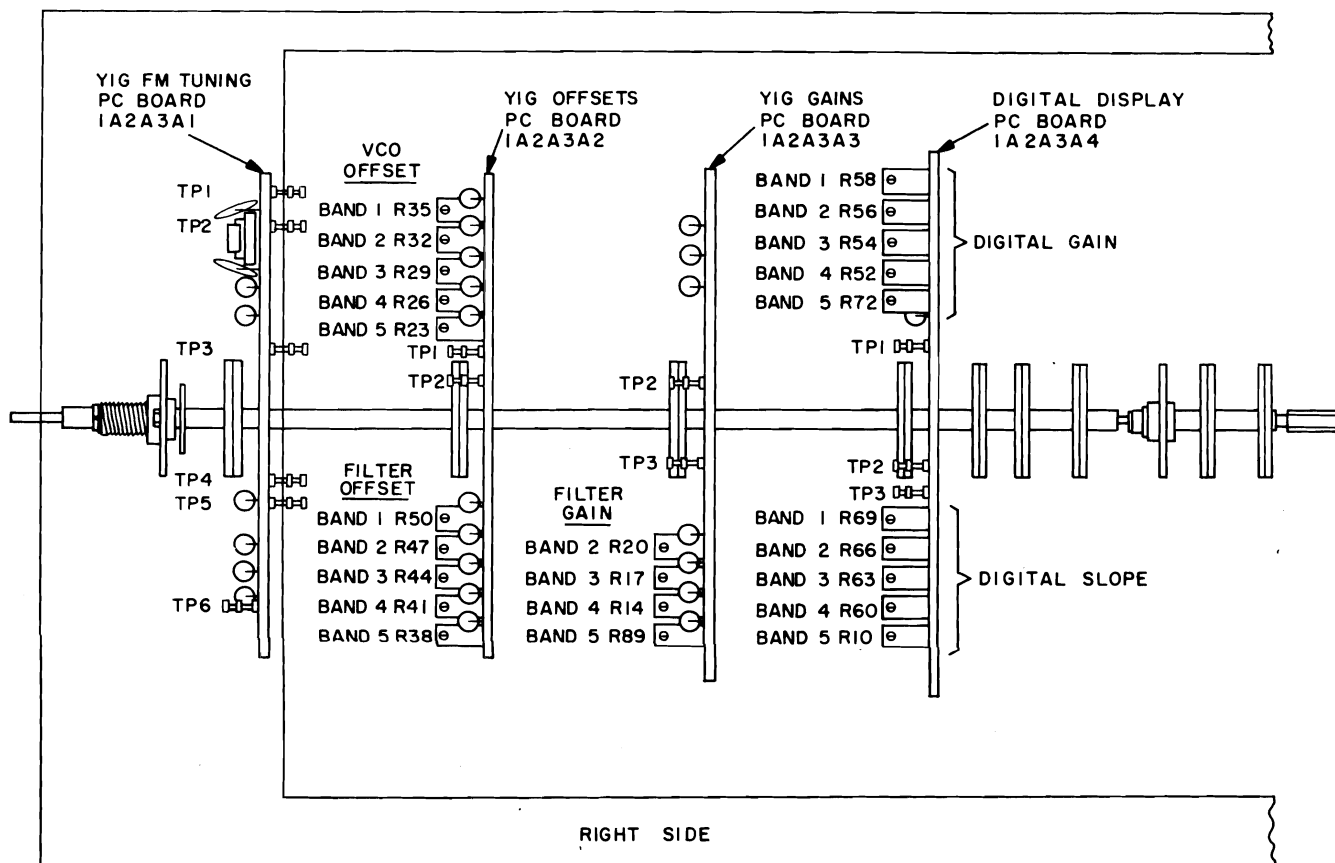 YIG FM TUNING
PC BOARD
1A2A3A1
TP1
TP2
TP3
TP4
TP5
TP6
YIG OFFSETS
PC BOARD
1A2A3A2
VCO
OFFSET
BAND 1 R35
BAND 2 R32
BAND 3 R29
BAND 4 R26
BAND 5 R23
TP1
TP2
FILTER
OFFSET
BAND 1 R50
BAND 2 R47
BAND 3 R44
BAND 4 R41
BAND 5 R38
YIG GAINS
PC BOARD
1A2A3A3
TP2
TP3
FILTER
GAIN
BAND 2 R20
BAND 3 R17
BAND 4 R14
BAND 5 R89
DIGITAL DISPLAY
PC BOARD
1A2A3A4
BAND 1 R58
BAND 2 R56
BAND 3 R54
BAND 4 R52
BAND 5 R72
DIGITAL GAIN
TP1
TP2
TP3
BAND 1 R69
BAND 2 R66
BAND 3 R63
BAND 4 R60
BAND 5 R10
DIGITAL SLOPE
RIGHT SIDE